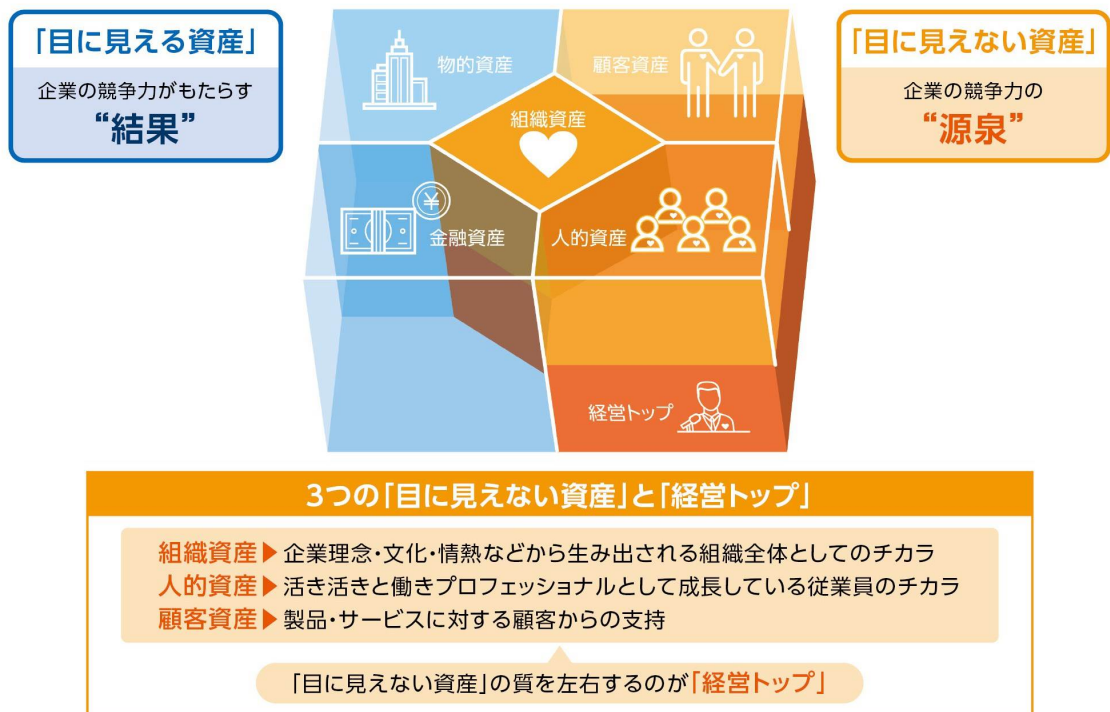 「目に見える資産」
企業の競争力がもたらす
“結果”
「目に見えない資産」
企業の競争力の
“源泉”
物的資産
顧客資産
組織資産
¥
金融資産
人的資産
経営トップ
3つの「目に見えない資産」と「経営トップ」
組織資産▶企業理念・文化・情熱などから生み出される組織全体としてのチカラ
人的資産▶活き活きと働きプロフェッショナルとして成長している従業員のチカラ
顧客資産▶製品・サービスに対する顧客からの支持
「目に見えない資産」の質を左右するのが「経営トップ」